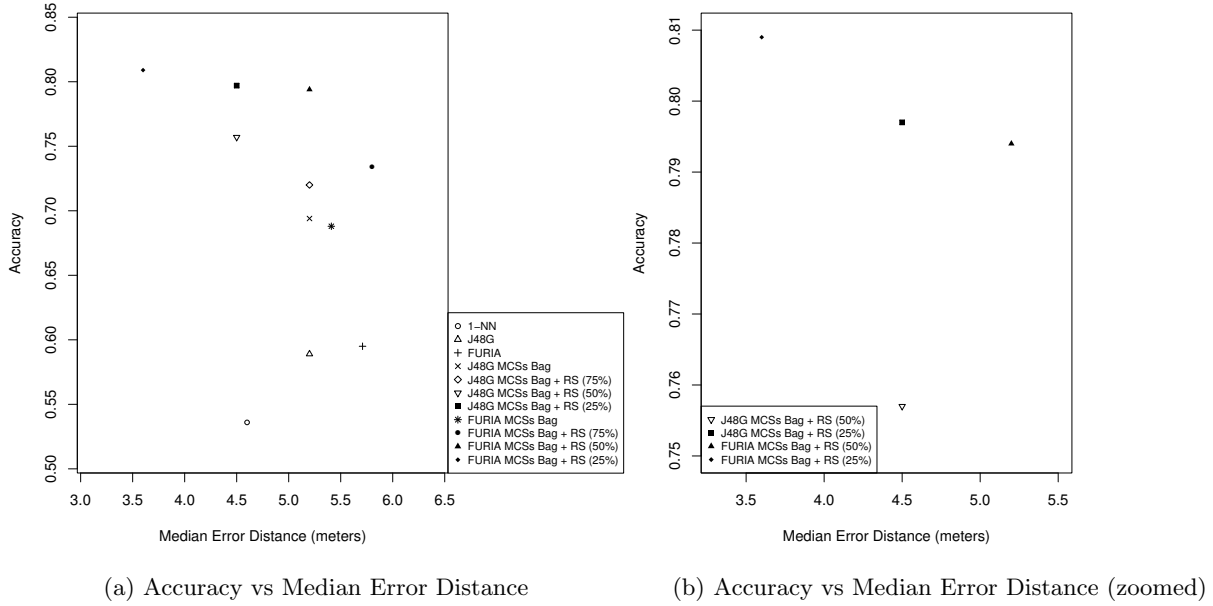 0.85
0.80
0.75
0.70
0.65
0.60
0.55
0.50
Accuracy
3.0 3.5 4.0 4.5 5.0 5.5 6.0 6.5
Median Error Distance (meters)
1−NN
J48G
FURIA
J48G MCSs Bag
J48G MCSs Bag + RS (75%)
J48G MCSs Bag + RS (50%)
J48G MCSs Bag + RS (25%)
FURIA MCSs Bag
FURIA MCSs Bag + RS (75%)
FURIA MCSs Bag + RS (50%)
FURIA MCSs Bag + RS (25%)
(a) Accuracy vs Median Error Distance
0.81
0.80
0.79
0.78
0.77
0.76
0.75
Accuracy
J48G MCSs Bag + RS (50%)
J48G MCSs Bag + RS (25%)
FURIA MCSs Bag + RS (50%)
FURIA MCSs Bag + RS (25%)
3.5 4.0 4.5 5.0 5.5
Median Error Distance (meters)
(b) Accuracy vs Median Error Distance (zoomed)